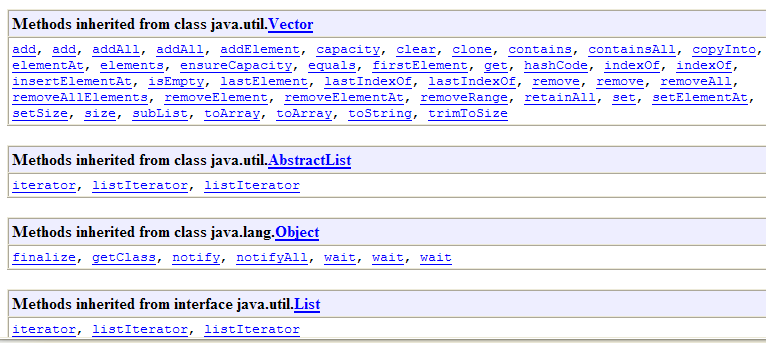 Methods inherited from class java.util.Vector
add, add, addAll, addAll, addElement, capacity, clear, clone, contains, containsAll, copyInto,
elementAt, elements, ensureCapacity, equals, firstElement, get, hashCode, indexOf, indexOf,
insertElementAt, isEmpty, lastElement, lastIndexOf, lastIndexOf, remove, remove, removeAll,
removeAllElements, removeElement, removeElementAt, removeRange, retainAll, set, setElementAt,
setSize, size, subList, toArray, toArray, toString, trimToSize
Methods inherited from class java.util.AbstractList
iterator, listIterator, listIterator
Methods inherited from class java.lang.Object
finalize, getClass, notify, notifyAll, wait, wait, wait
Methods inherited from interface java.util.List
iterator, listIterator, listIterator